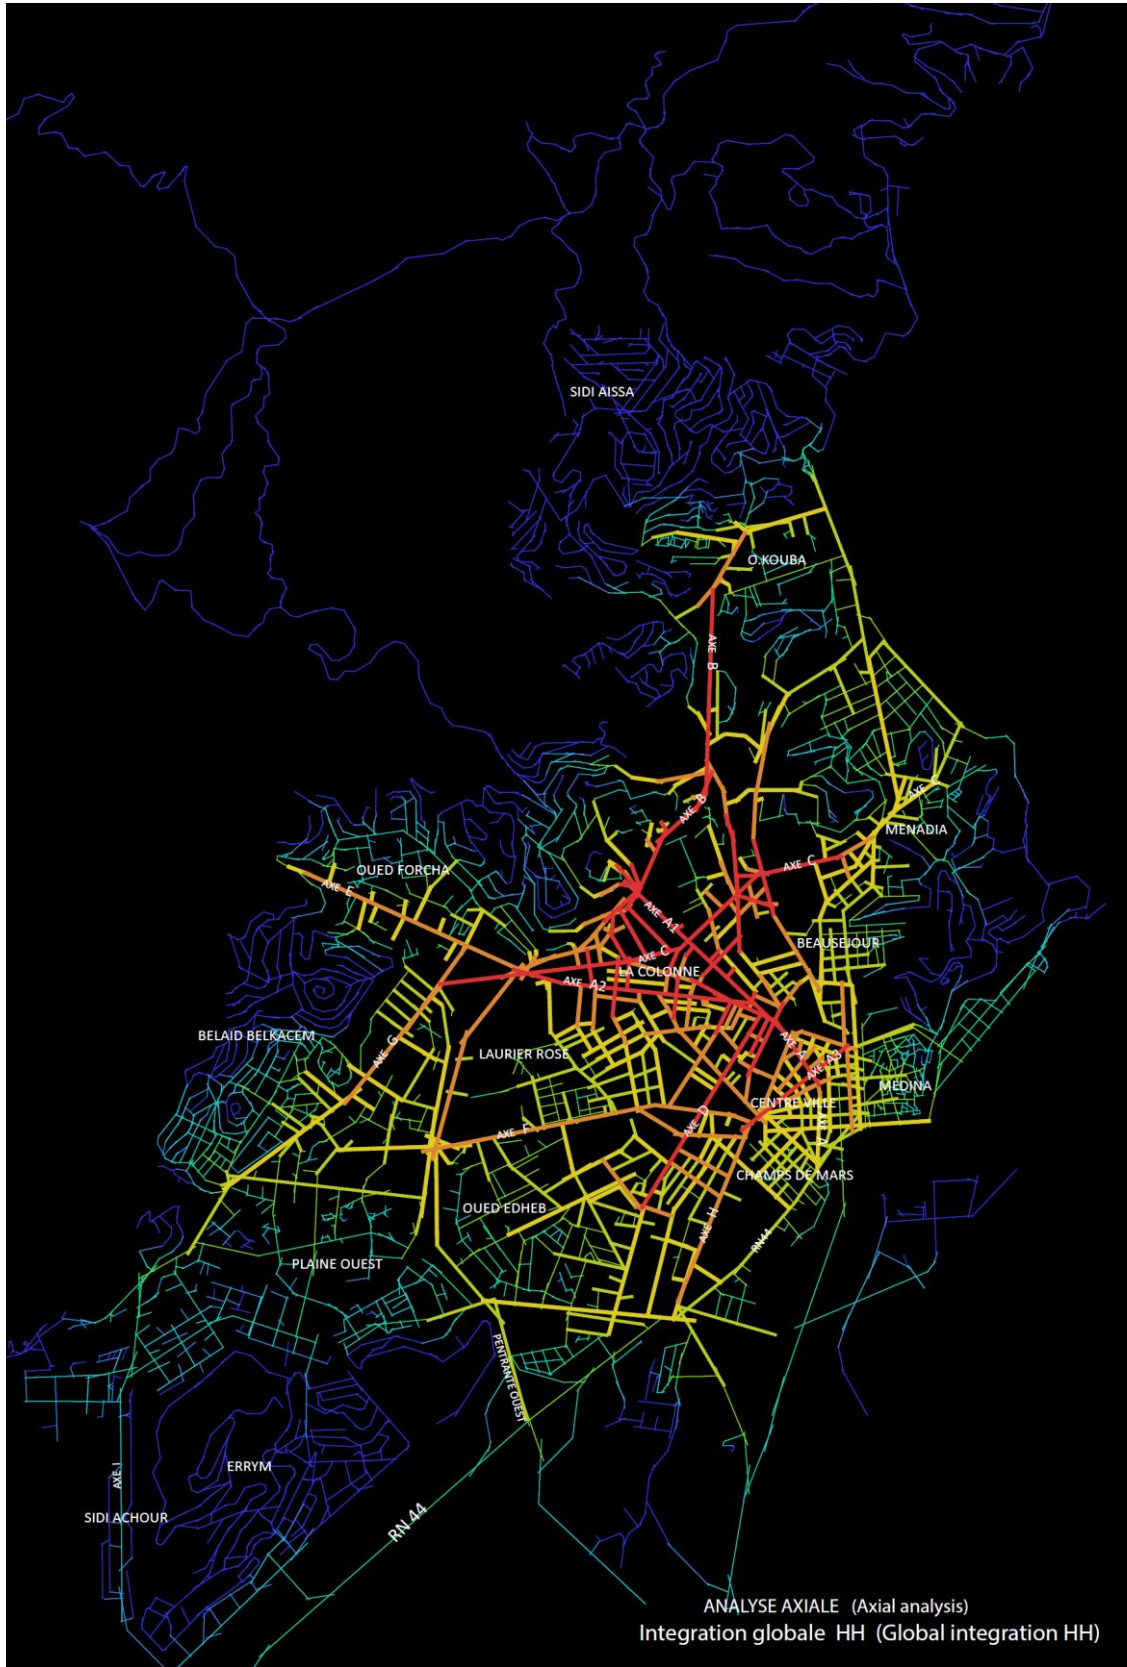 SIDI AISSA
O.KOUBA
AXE B
AXE C
AXE B
MENADIA
AXE C
OUED FORCHA
AXE E
AXE A1
BEAUSEJOUR
AXE C
LA COLONNE
AXE A2
BELAID BELKACEM
AXE G
LAURIER ROSE
AXE A
AXE A3
MEDINA
CENTRE VILLE
AXE D
AXE F
AXE A
CHAMPS DE MARS
OUED EDHEB
AXE H
RN44
PLAINE OUEST
PENTRANTE OUEST
ERRYM
AXE I
SIDI ACHOUR
RN 44
ANALYSE AXIALE (Axial analysis)
Integration globale HH (Global integration HH)